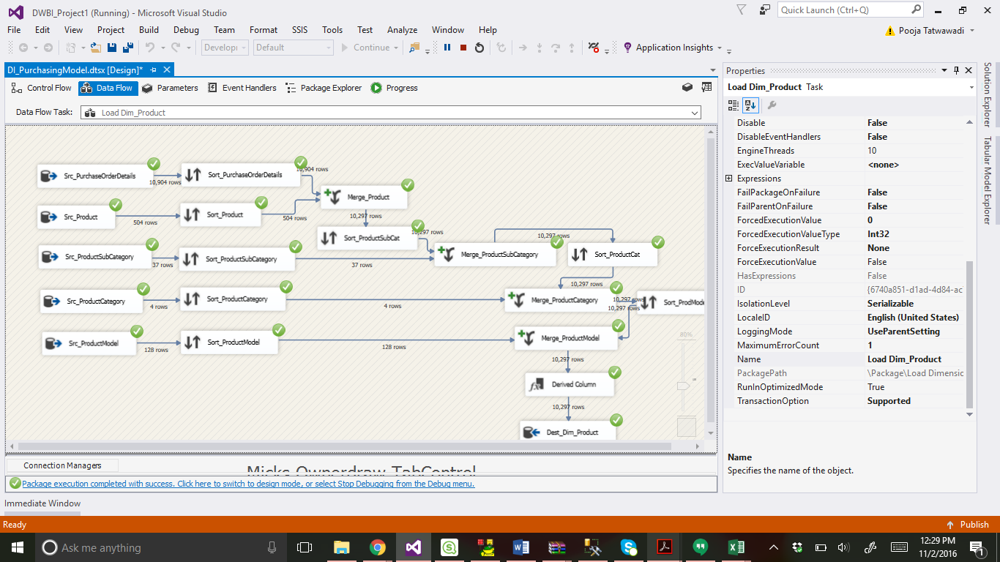 DWBI_Project1 (Running) - Microsoft Visual Studio
Quick Launch (Ctrl+Q)
File Edit View Project Build Debug Team Format SSIS Tools Test Analyze Window Help
Pooja Tatwawadi
Developi Default Continue Application Insights
DI_PurchasingModel.dtsx [Design]*
Control Flow Data Flow Parameters Event Handlers Package Explorer Progress
Data Flow Task: Load Dim_Product
Src_PurchaseOrderDetails
10,904 rows
Sort_PurchaseOrderDetails
10,904 rows
Src_Product
504 rows
Sort_Product
504 rows
Merge_Product
10,297 rows
Sort_ProductSubCat
10,297 rows
Src_ProductSubCategory
37 rows
Sort_ProductSubCategory
37 rows
Merge_ProductSubCategory
10,297 rows
Sort_ProductCat
10,297 rows
Src_ProductCategory
4 rows
Sort_ProductCategory
4 rows
Merge_ProductCategory
10,297 rows
Sort_ProdMode
10,297 rows
Src_ProductModel
128 rows
Sort_ProductModel
128 rows
Merge_ProductModel
10,297 rows
Derived Column
10,297 rows
Dest_Dim_Product
80%
Connection Managers
Micks Ownerdraw TabControl
Package execution completed with success. Click here to switch to design mode, or select Stop Debugging from the Debug menu.
Immediate Window
Properties
Load Dim_Product Task
Disable False
DisableEventHandlers False
EngineThreads 10
ExecValueVariable <none>
Expressions
FailPackageOnFailure False
FailParentOnFailure False
ForcedExecutionValue 0
ForcedExecutionValueType Int32
ForceExecutionResult None
ForceExecutionValue False
HasExpressions False
ID {6740a851-d1ad-4d84-ac
IsolationLevel Serializable
LocaleID English (United States)
LoggingMode UseParentSetting
MaximumErrorCount 1
Name Load Dim_Product
PackagePath \Package\Load Dimensio
RunInOptimizedMode True
TransactionOption Supported
Name
Specifies the name of the object.
Solution Explorer
Tabular Model Explorer
Ready
Publish
Ask me anything
12:29 PM
11/2/2016
1